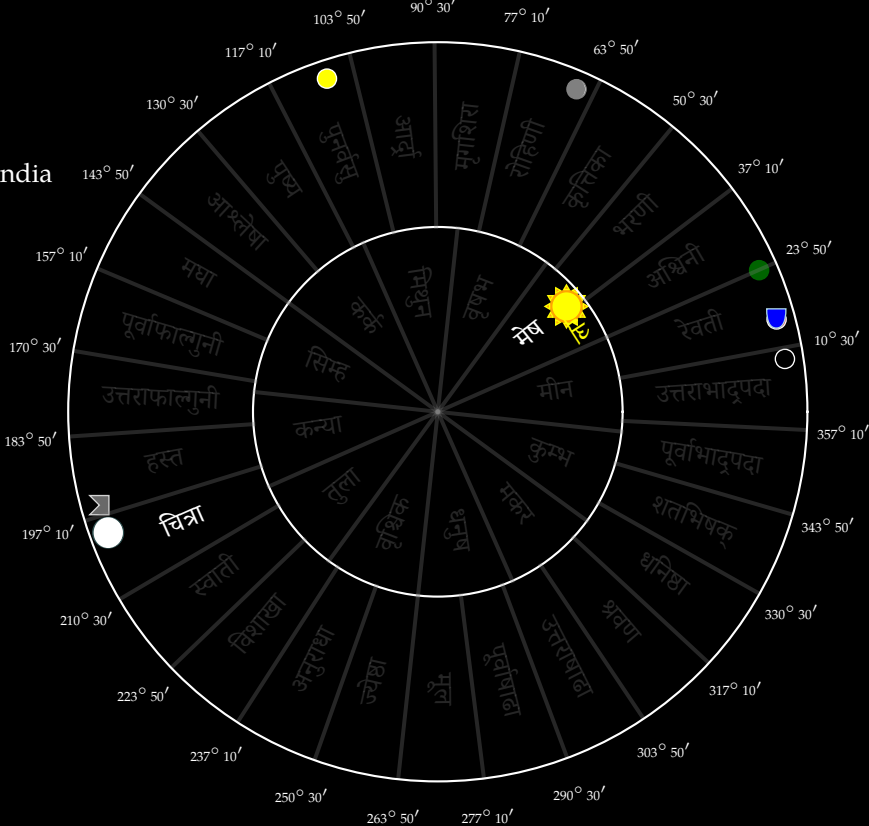 90° 30′
103° 50′
77° 10′
117° 10′
63° 50′
130° 30′
50° 30′
143° 50′
37° 10′
157° 10′
23° 50′
170° 30′
10° 30′
183° 50′
357° 10′
197° 10′
343° 50′
210° 30′
330° 30′
223° 50′
317° 10′
237° 10′
303° 50′
250° 30′
290° 30′
263° 50′
277° 10′
ndia
आर्द्रा
मृगशिरा
रोहिणी
कृत्तिका
भरणी
अश्विनी
रेवती
उत्तराभाद्रपदा
पूर्वाभाद्रपदा
शतभिषक्
धनिष्ठा
श्रवण
उत्तराषाढा
पूर्वाषाढा
मूल
ज्येष्ठा
अनुराधा
विशाखा
स्वाती
चित्रा
हस्त
उत्तराफाल्गुनी
पूर्वाफाल्गुनी
मघा
आश्लेषा
पुष्य
पुनर्वसु
मिथुन
वृषभ
मेष
मीन
कुम्भ
मकर
धनुष
वृश्चिक
तुला
कन्या
सिम्ह
कर्क